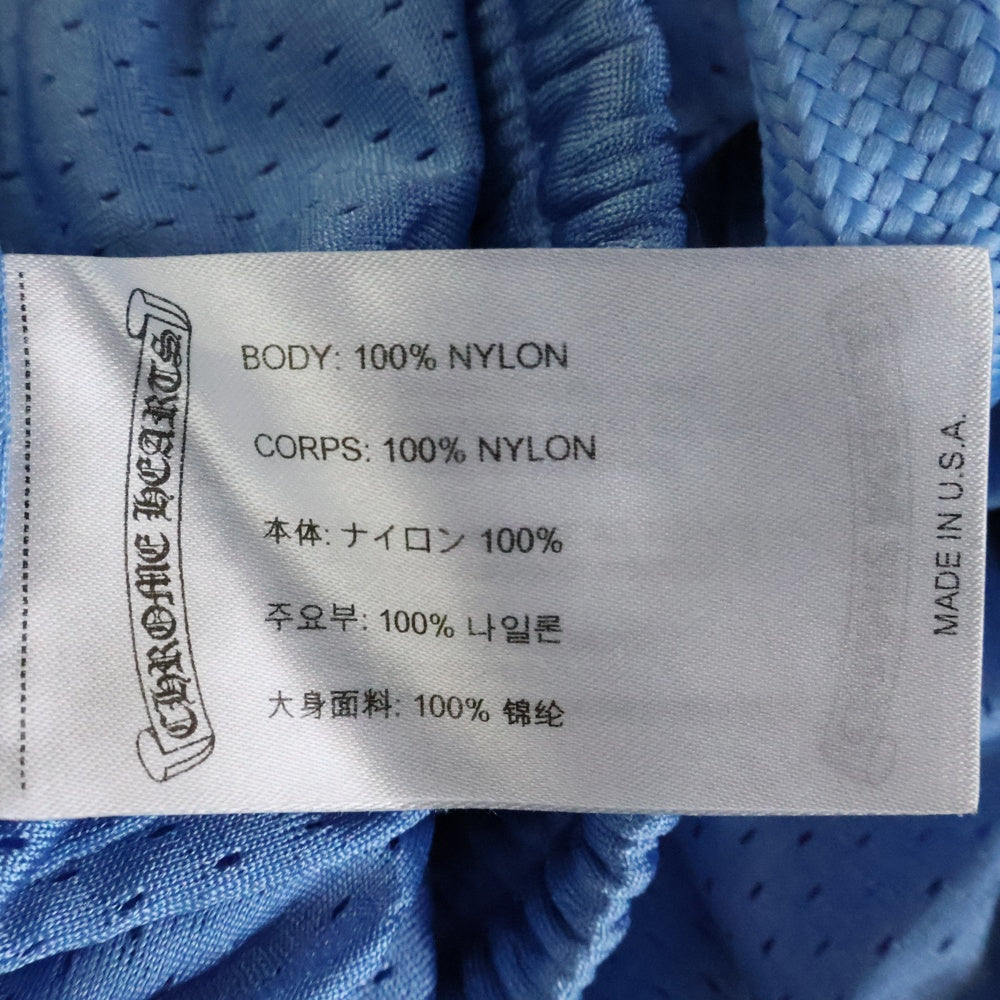 CHROME HEARTS
BODY: 100% NYLON
CORPS: 100% NYLON
本体: ナイロン 100%
주요부: 100% 나일론
大身面料: 100% 锦纶
MADE IN U.S.A.